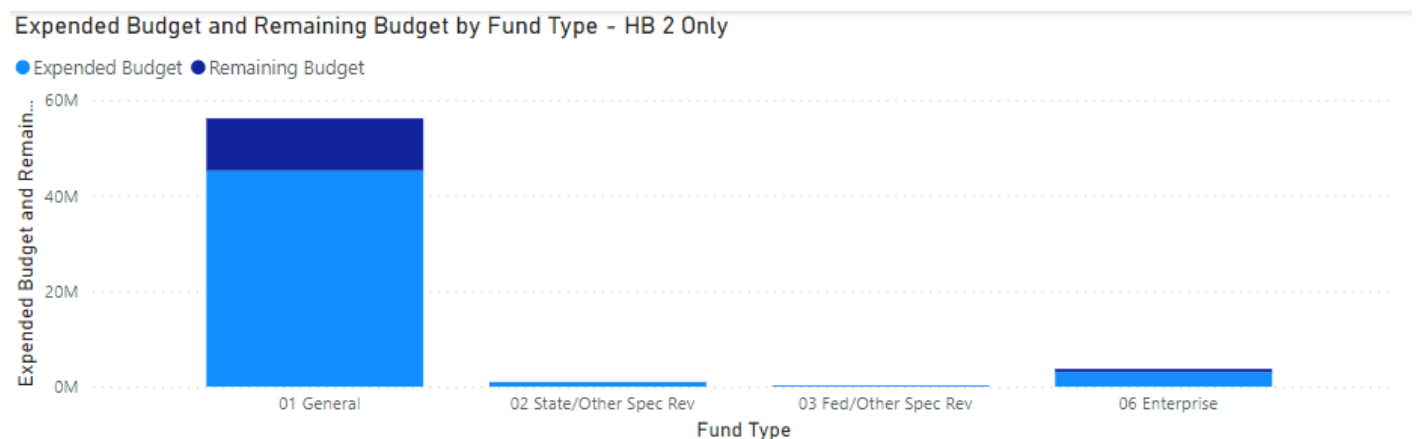 Expended Budget and Remaining Budget by Fund Type - HB 2 Only
Expended Budget Remaining Budget
Expended Budget and Remain...
60M
40M
20M
0M
01 General 02 State/Other Spec Rev 03 Fed/Other Spec Rev 06 Enterprise
Fund Type